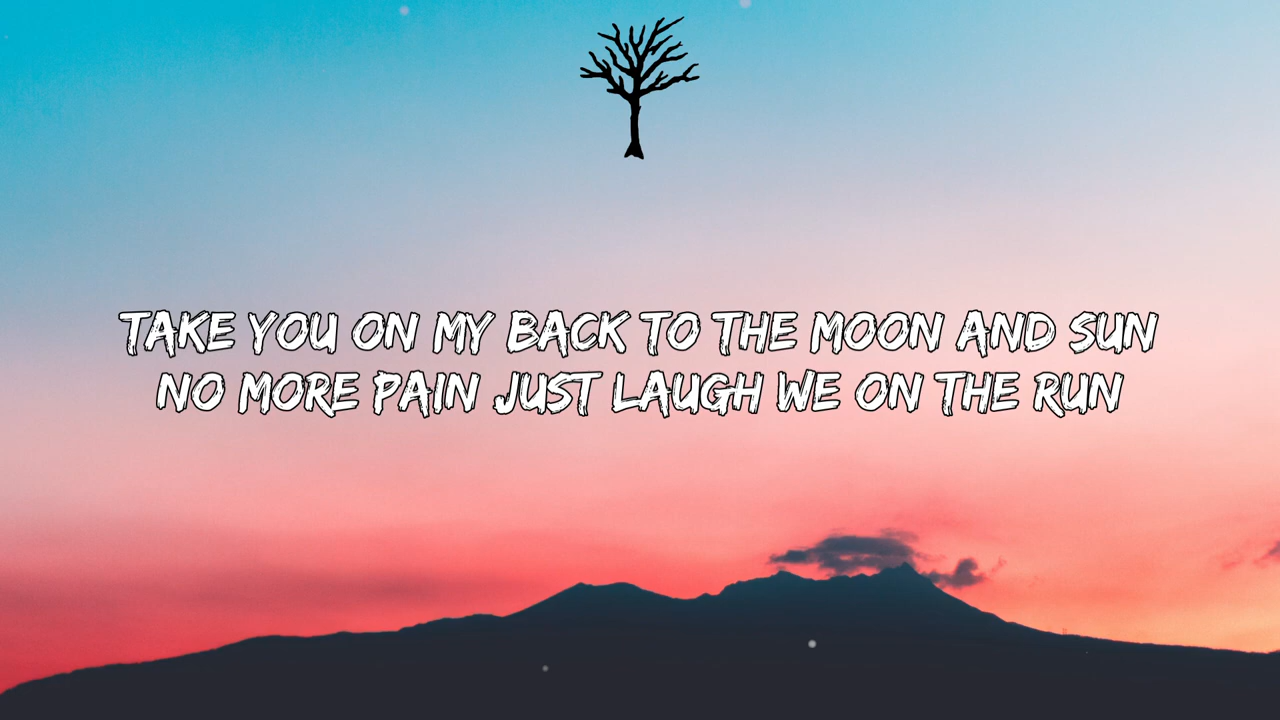 TAKE YOU ON MY BACK TO THE MOON AND SUN
NO MORE PAIN JUST LAUGH WE ON THE RUN